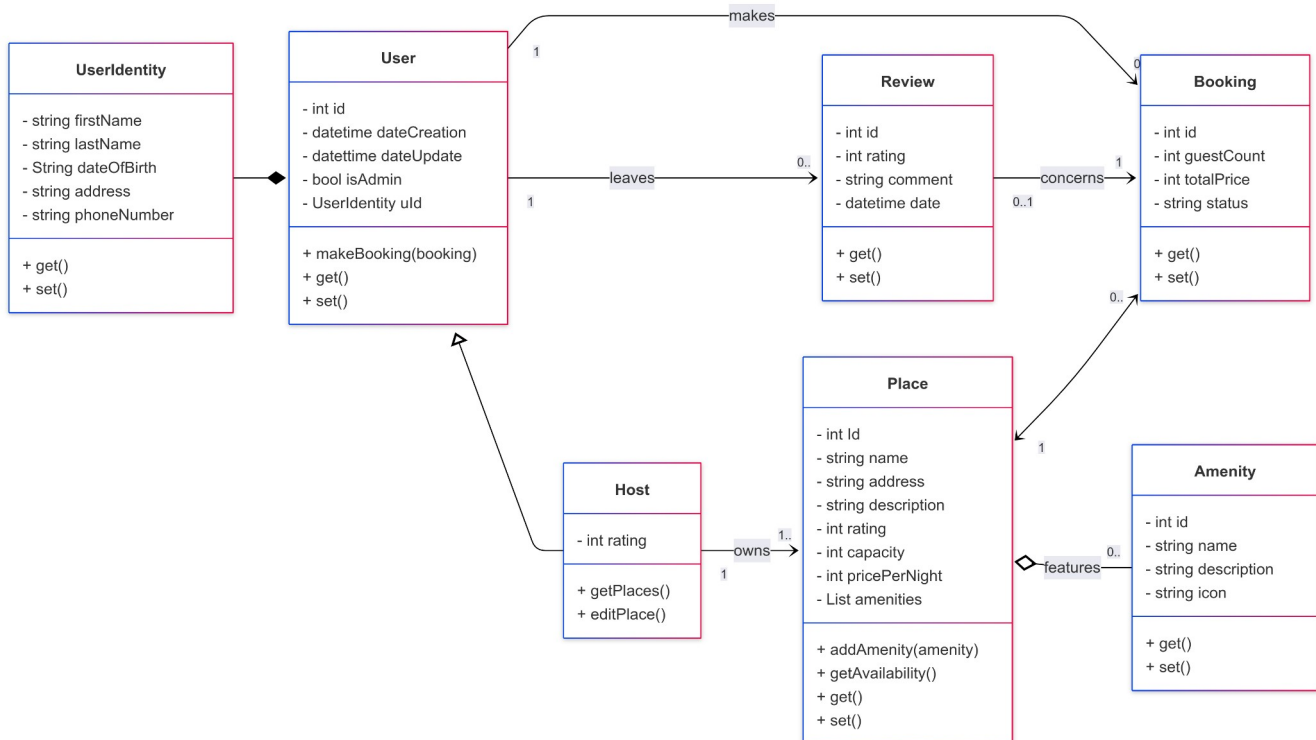 makes
1
0
UserIdentity
- string firstName
- string lastName
- String dateOfBirth
- string address
- string phoneNumber
+ get()
+ set()
User
- int id
- datetime dateCreation
- datettime dateUpdate
- bool isAdmin
- UserIdentity uId
+ makeBooking(booking)
+ get()
+ set()
leaves
1
0..
Review
- int id
- int rating
- string comment
- datetime date
+ get()
+ set()
concerns
0..1
1
Booking
- int id
- int guestCount
- int totalPrice
- string status
+ get()
+ set()
0..
1
Host
- int rating
+ getPlaces()
+ editPlace()
owns
1
1..
Place
- int Id
- string name
- string address
- string description
- int rating
- int capacity
- int pricePerNight
- List amenities
+ addAmenity(amenity)
+ getAvailability()
+ get()
+ set()
features
0..
Amenity
- int id
- string name
- string description
- string icon
+ get()
+ set()